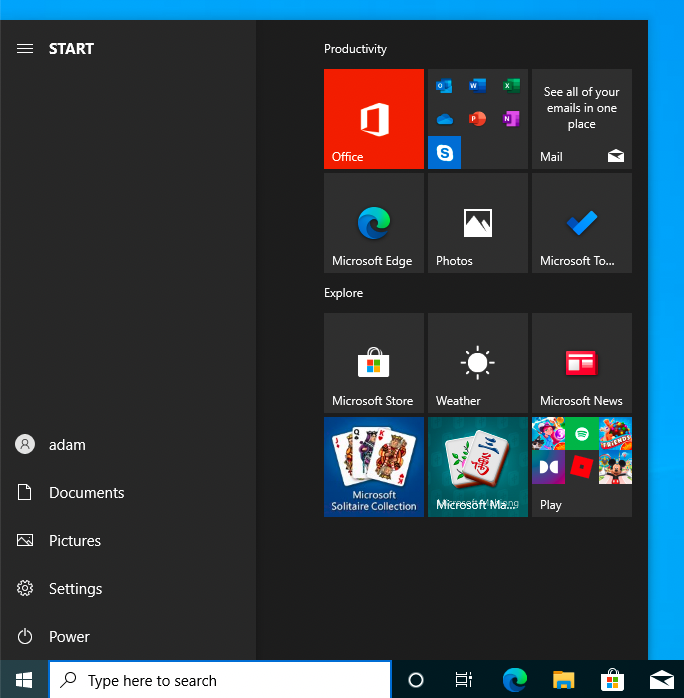 START
adam
Documents
Pictures
Settings
Power
Productivity
Office
See all of your
emails in one
place
Mail
Microsoft Edge
Photos
Microsoft To...
Explore
Microsoft Store
Weather
Microsoft News
Microsoft
Solitaire Collection
三
萬
Microsoft Ma...
Play
Type here to search